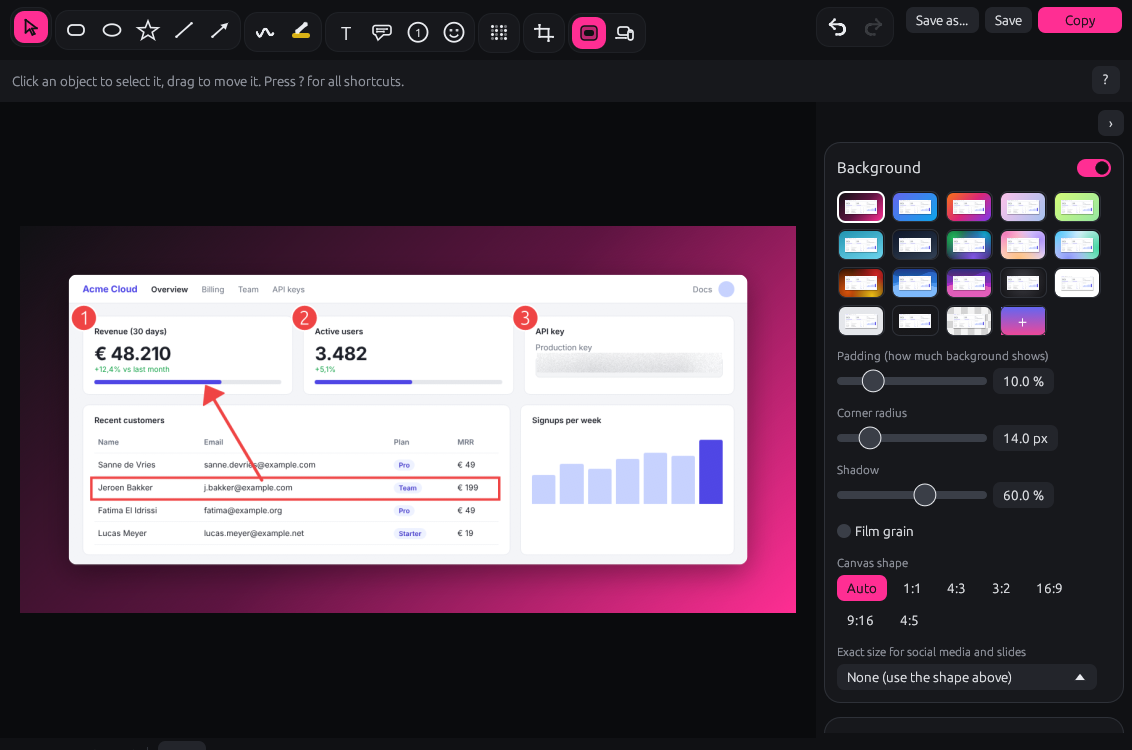 T 1 Save as... Save Copy
Click an object to select it, drag to move it. Press ? for all shortcuts. ?
›
Background
Acme Cloud Overview Billing Team API keys Docs
1 2 3
Revenue (30 days) Active users API key
€ 48.210 3.482 Production key
+12,4% vs last month +5,1%
Recent customers Signups per week
Name Email Plan MRR
Sanne de Vries sanne.devries@example.com Pro € 49
Jeroen Bakker j.bakker@example.com Team € 199
Fatima El Idrissi fatima@example.org Pro € 49
Lucas Meyer lucas.meyer@example.net Starter € 19
+
Padding (how much background shows)
10.0 %
Corner radius
14.0 px
Shadow
60.0 %
Film grain
Canvas shape
Auto 1:1 4:3 3:2 16:9
9:16 4:5
Exact size for social media and slides
None (use the shape above)